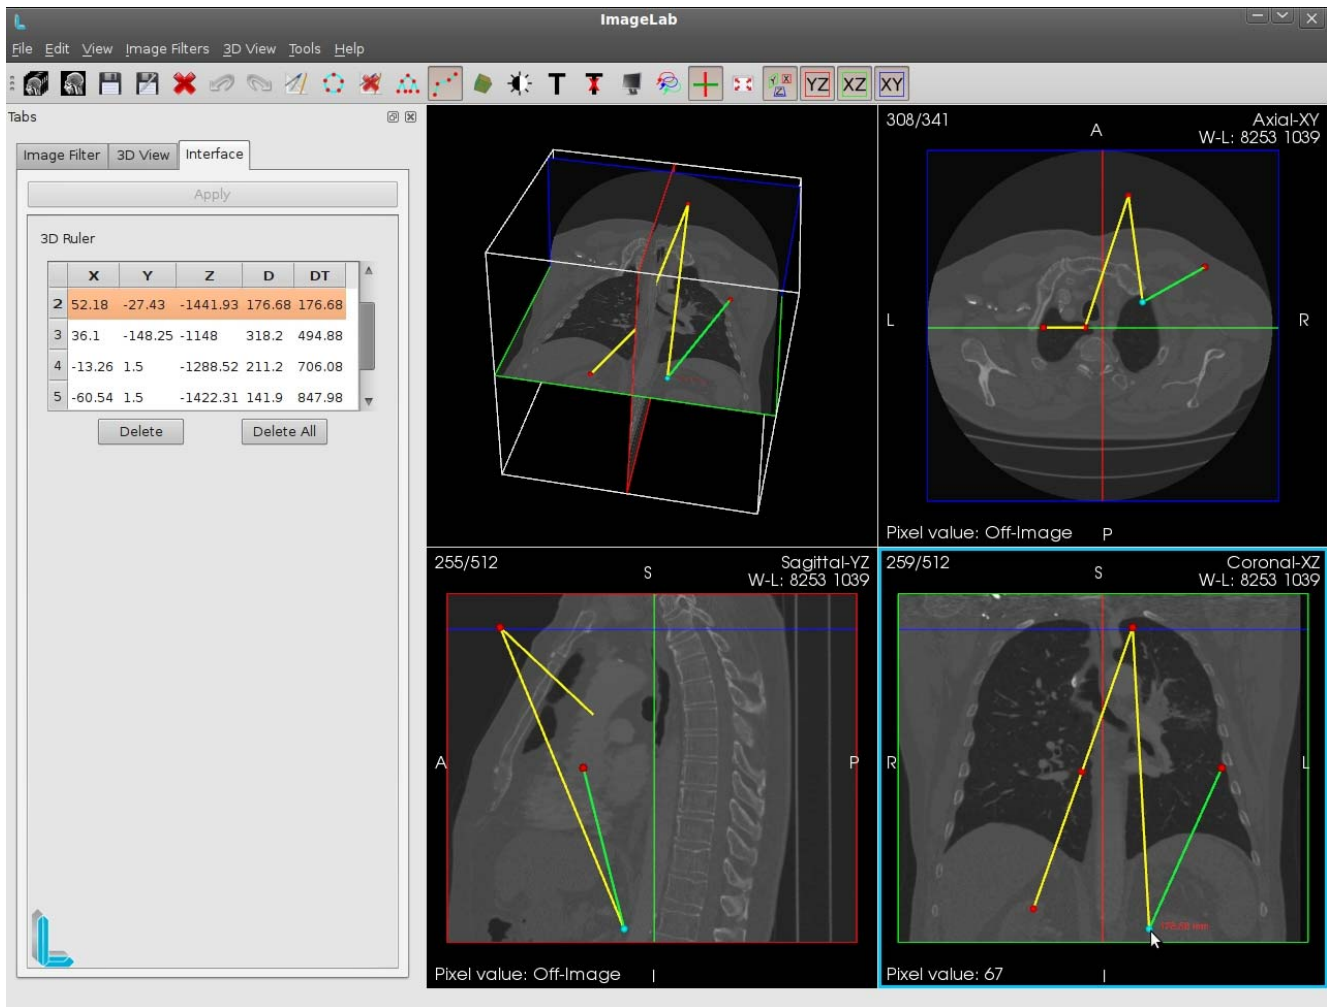 ImageLab
File Edit View Image Filters 3D View Tools Help
T YZ XZ XY
Tabs
Image Filter 3D View Interface
Apply
3D Ruler
X Y Z D DT
2 52.18 -27.43 -1441.93 176.68 176.68
3 36.1 -148.25 -1148 318.2 494.88
4 -13.26 1.5 -1288.52 211.2 706.08
5 -60.54 1.5 -1422.31 141.9 847.98
Delete Delete All
308/341 A Axial-XY
W-L: 8253 1039
L R
Pixel value: Off-Image P
255/512 S Sagittal-YZ
W-L: 8253 1039
A P
Pixel value: Off-Image I
259/512 S Coronal-XZ
W-L: 8253 1039
R L
176.68 mm
Pixel value: 67 I